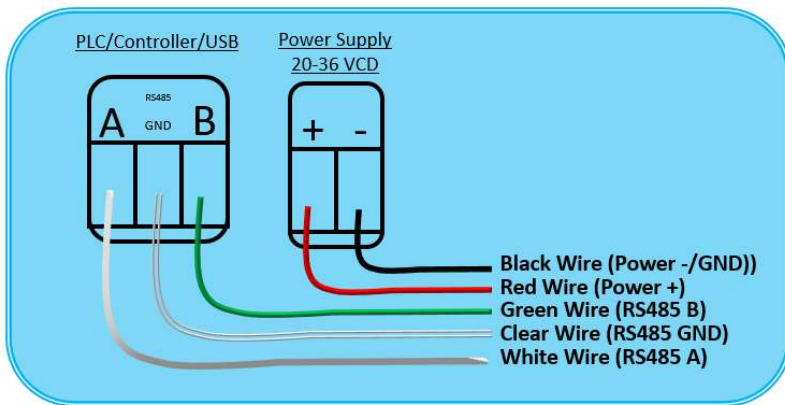 PLC/Controller/USB
Power Supply
20-36 VCD
RS485
A GND B
+ -
Black Wire (Power -/GND))
Red Wire (Power +)
Green Wire (RS485 B)
Clear Wire (RS485 GND)
White Wire (RS485 A)